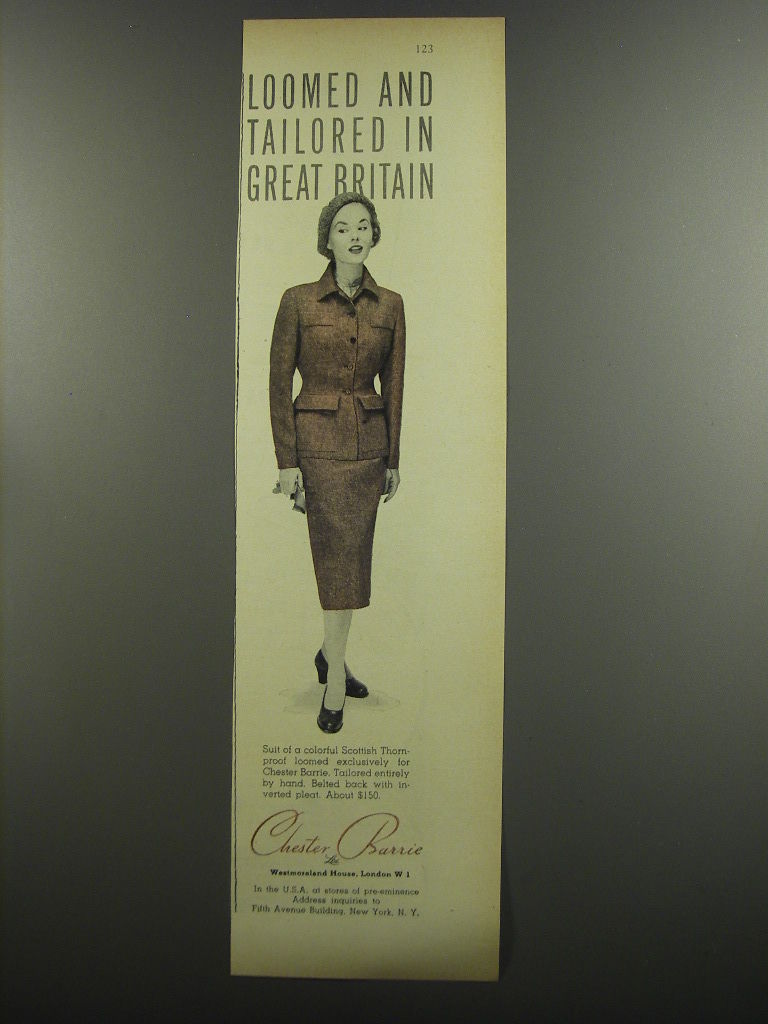 123
LOOMED AND
TAILORED IN
GREAT BRITAIN
Suit of a colorful Scottish Thorn-
proof loomed exclusively for
Chester Barrie. Tailored entirely
by hand. Belted back with in-
verted pleat. About $150.
Chester Barrie
Ltd
Westmoreland House, London W 1
In the U.S.A. at stores of pre-eminence
Address inquiries to
Fifth Avenue Building, New York, N. Y.